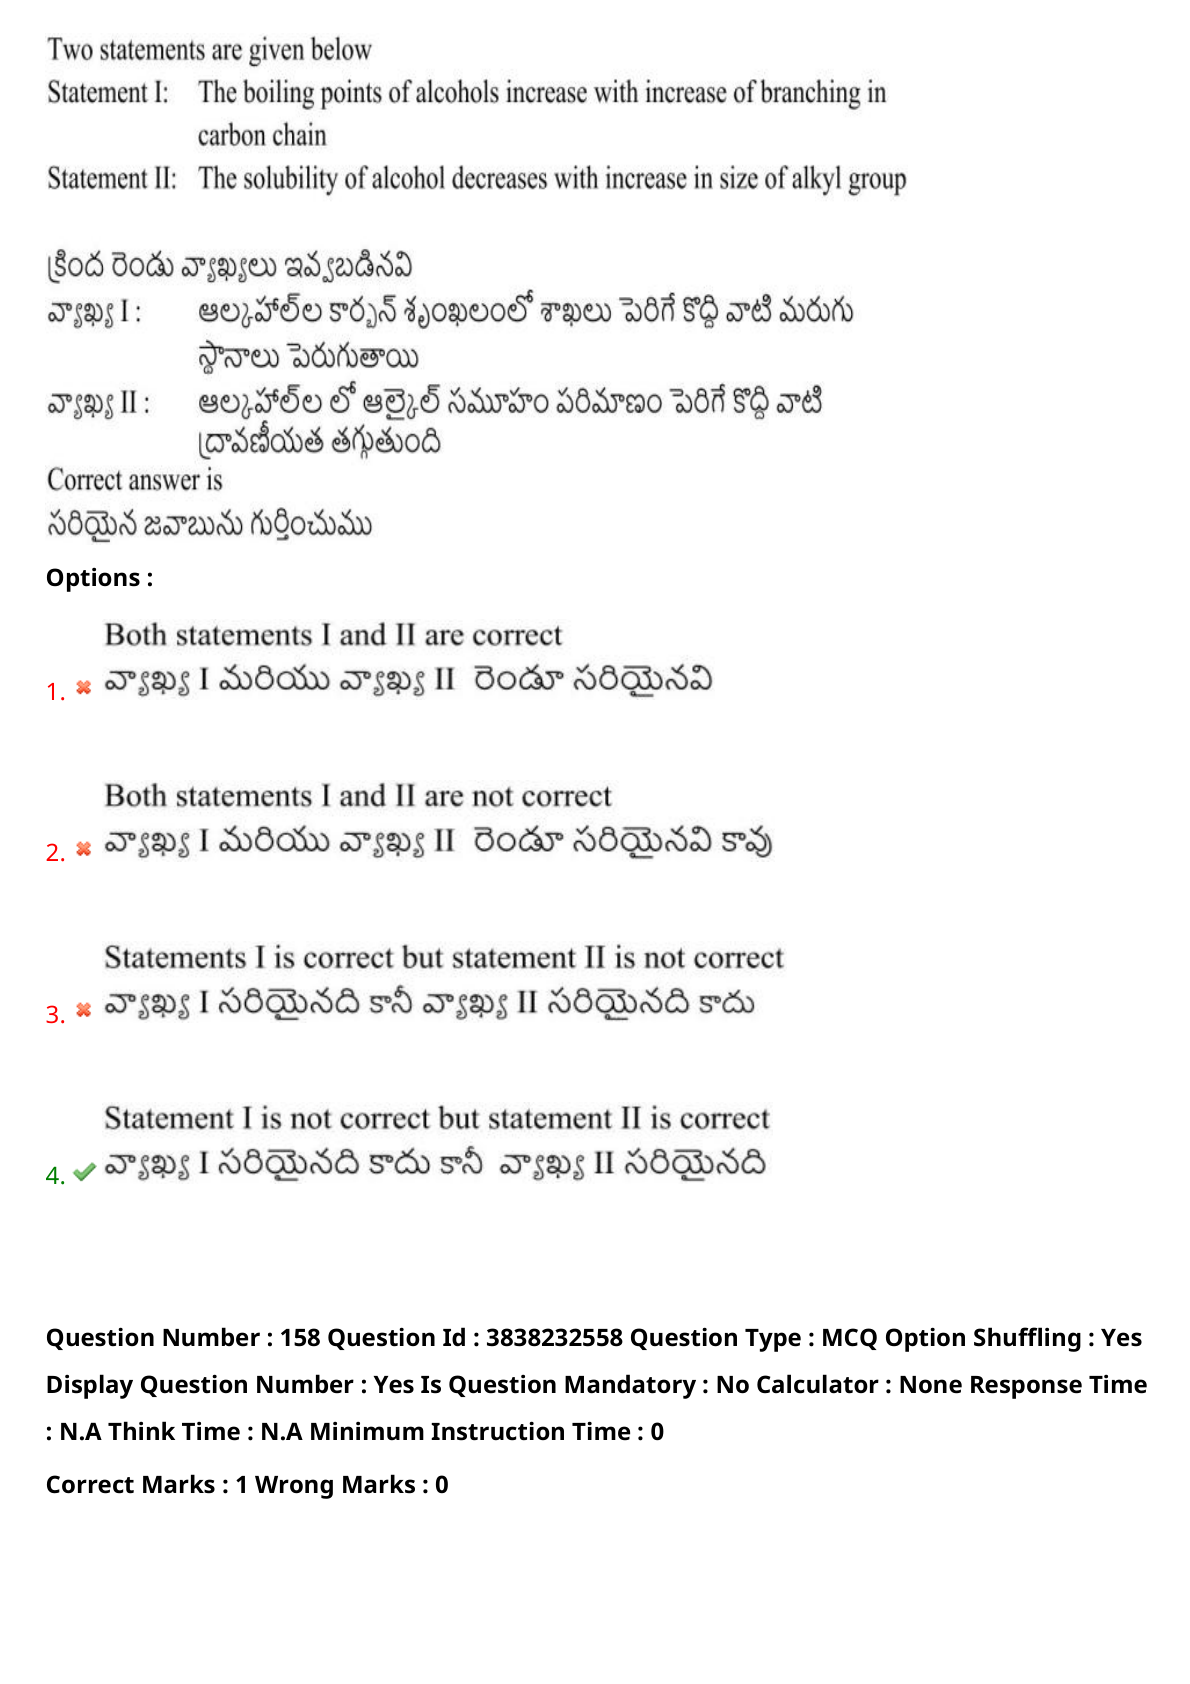 Two statements are given below
Statement I: The boiling points of alcohols increase with increase of branching in
carbon chain
Statement II: The solubility of alcohol decreases with increase in size of alkyl group
క్రింద రెండు వ్యాఖ్యలు ఇవ్వబడినవి
వ్యాఖ్య I : ఆల్కహాల్‌ల కార్బన్ శృంఖలంలో శాఖలు పెరిగే కొద్ది వాటి మరుగు
స్థానాలు పెరుగుతాయి
వ్యాఖ్య II : ఆల్కహాల్‌ల లో ఆల్కైల్ సమూహం పరిమాణం పెరిగే కొద్ది వాటి
ద్రావణీయత తగ్గుతుంది
Correct answer is
సరియైన జవాబును గుర్తించుము
Options :
Both statements I and II are correct
1. వ్యాఖ్య I మరియు వ్యాఖ్య II రెండూ సరియైనవి
Both statements I and II are not correct
2. వ్యాఖ్య I మరియు వ్యాఖ్య II రెండూ సరియైనవి కావు
Statements I is correct but statement II is not correct
3. వ్యాఖ్య I సరియైనది కానీ వ్యాఖ్య II సరియైనది కాదు
Statement I is not correct but statement II is correct
4. వ్యాఖ్య I సరియైనది కాదు కానీ వ్యాఖ్య II సరియైనది
Question Number : 158 Question Id : 3838232558 Question Type : MCQ Option Shuffling : Yes
Display Question Number : Yes Is Question Mandatory : No Calculator : None Response Time
: N.A Think Time : N.A Minimum Instruction Time : 0
Correct Marks : 1 Wrong Marks : 0